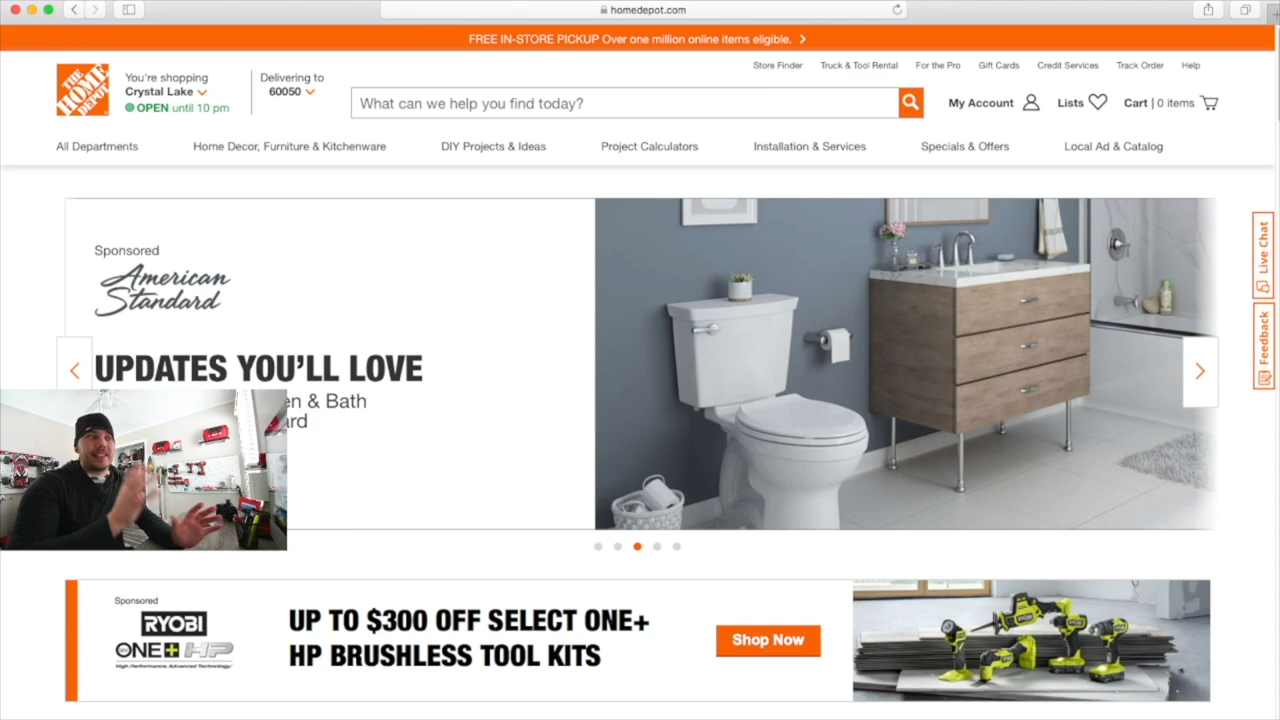 homedepot.com
FREE IN-STORE PICKUP Over one million online items eligible.
Store Finder Truck & Tool Rental For the Pro Gift Cards Credit Services Track Order Help
THE HOME DEPOT
You're shopping
Crystal Lake
OPEN until 10 pm
Delivering to
60050
What can we help you find today?
My Account Lists Cart | 0 items
All Departments Home Decor, Furniture & Kitchenware DIY Projects & Ideas Project Calculators Installation & Services Specials & Offers Local Ad & Catalog
Sponsored
American
Standard
UPDATES YOU'LL LOVE
en & Bath
ard
Live Chat
Feedback
Sponsored
RYOBI
ONE+ HP
High-Performance. Advanced Technology.
UP TO $300 OFF SELECT ONE+
HP BRUSHLESS TOOL KITS
Shop Now